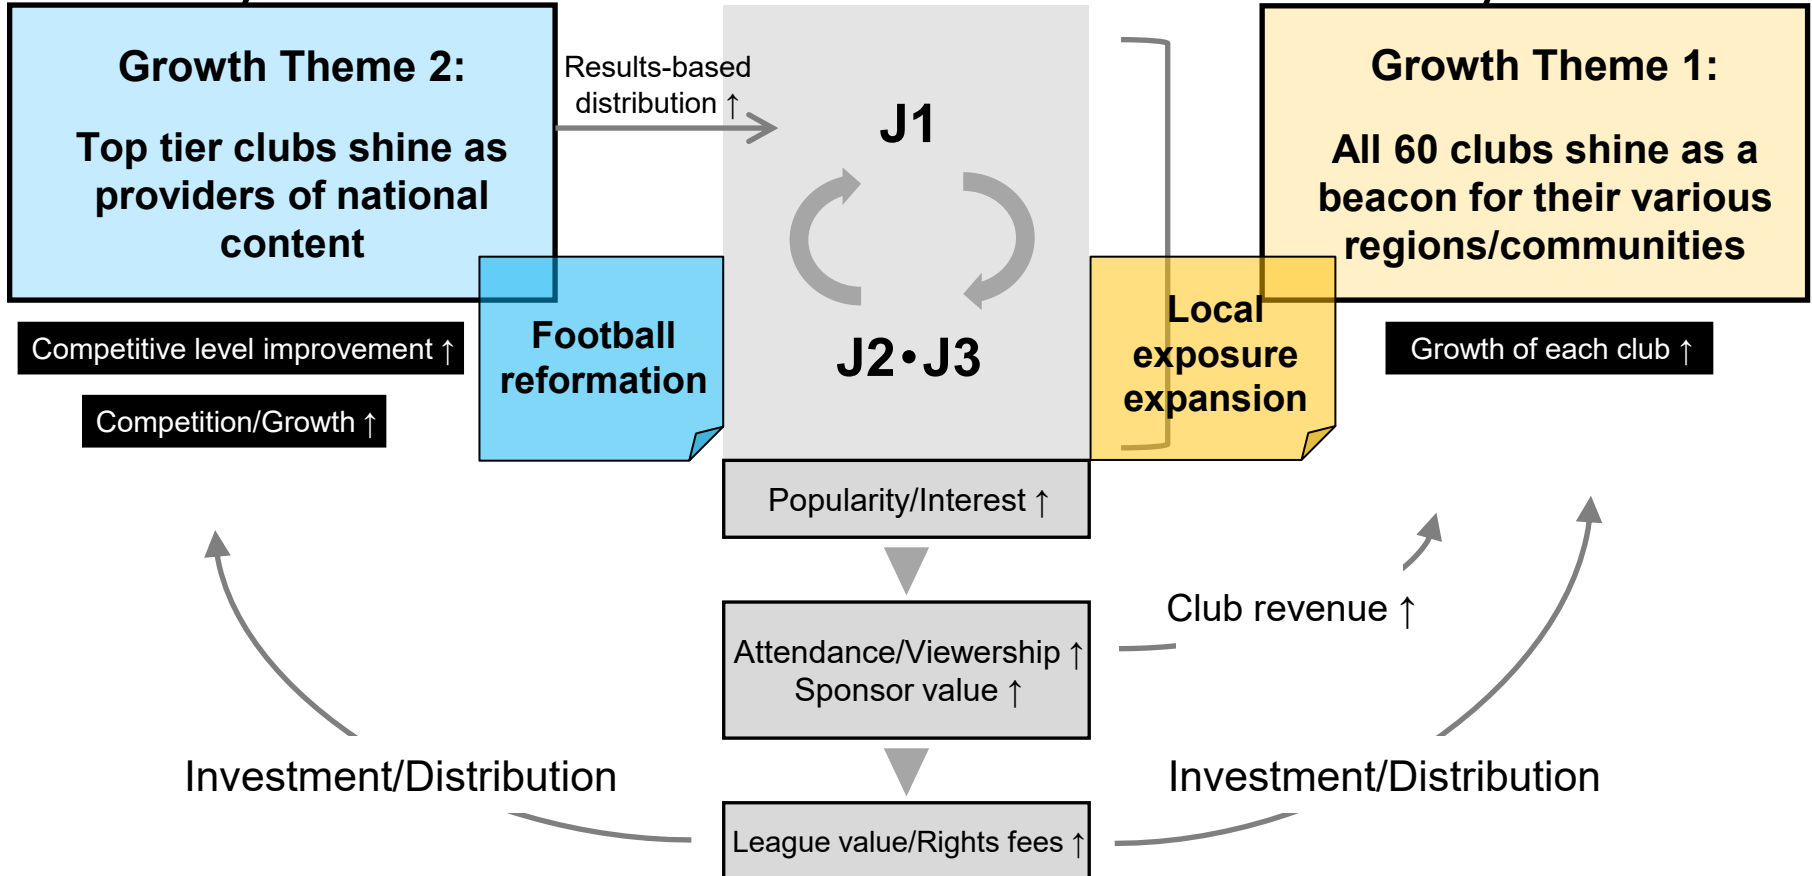 Growth Theme 2:
Top tier clubs shine as
providers of national
content
Results-based
distribution ↑
J1
J2・J3
Growth Theme 1:
All 60 clubs shine as a
beacon for their various
regions/communities
Competitive level improvement ↑
Competition/Growth ↑
Football
reformation
Local
exposure
expansion
Growth of each club ↑
Popularity/Interest ↑
Attendance/Viewership ↑
Sponsor value ↑
Club revenue ↑
Investment/Distribution
Investment/Distribution
League value/Rights fees ↑